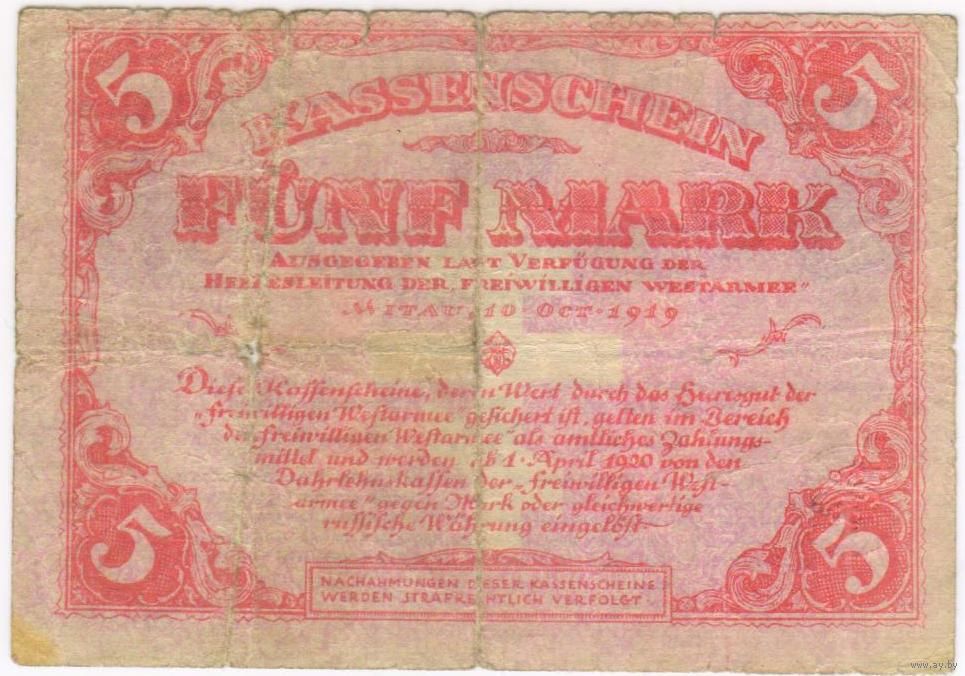 5 5
KASSENSCHEIN
FÜNF MARK
AUSGEGEBEN LAUT VERFÜGUNG DER
HEERESLEITUNG DER „FREIWILLIGEN WESTARMEE"
MITAU, 10 · OCT · 1919
Diese Kassenscheine, deren Wert durch das Heeresgut der
„freiwilligen Westarmee" gesichert ist, gelten im Bereich
der freiwilligen Westarmee als amtliches Zahlungs-
mittel und werden ab 1 · April 1920 von den
Darlehnskassen der „freiwilligen West-
armee" gegen Mark oder gleichwertige
russische Währung eingelöst
5 5
NACHAHMUNGEN DIESER KASSENSCHEINE
WERDEN STRAFRECHTLICH VERFOLGT
www.ay.by